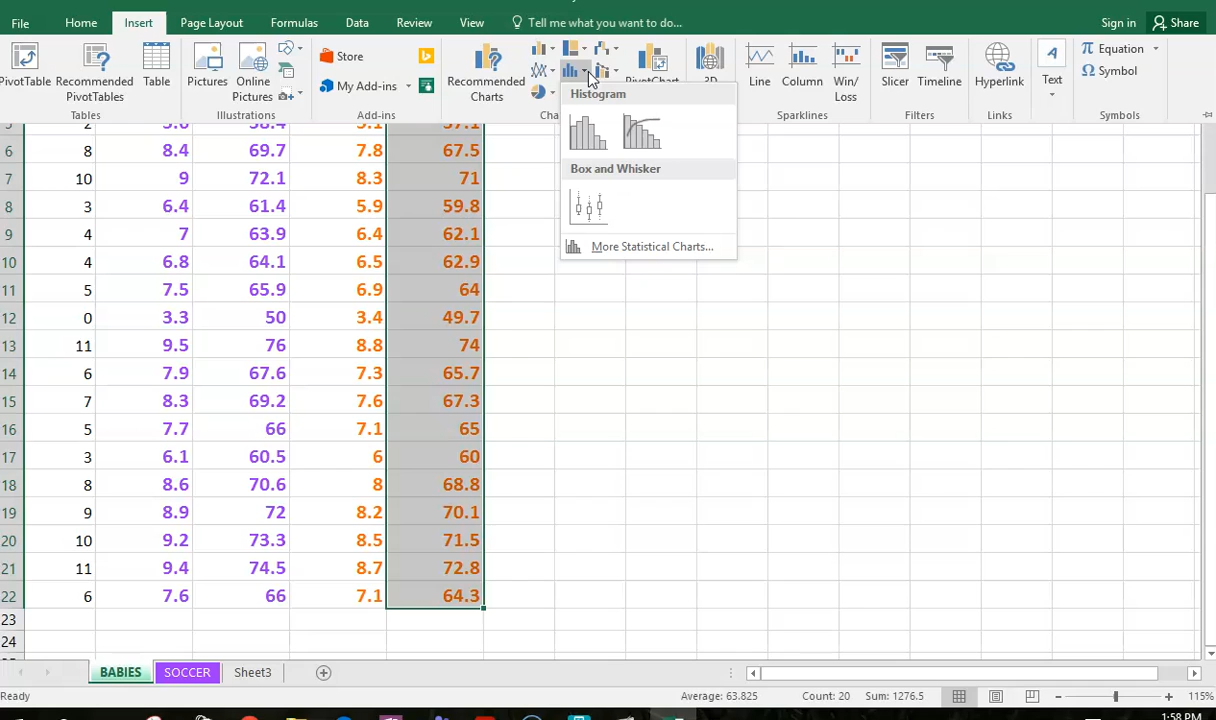 File Home Insert Page Layout Formulas Data Review View Tell me what you want to do... Sign in Share
PivotTable Recommended PivotTables Table Pictures Online Pictures Store My Add-ins Recommended Charts PivotChart 3D Line Column Win/ Loss Slicer Timeline Hyperlink Text Equation Symbol
Tables Illustrations Add-ins Sparklines Filters Links Symbols
Histogram
Box and Whisker
More Statistical Charts...
6 8 8.4 69.7 7.8 67.5
7 10 9 72.1 8.3 71
8 3 6.4 61.4 5.9 59.8
9 4 7 63.9 6.4 62.1
10 4 6.8 64.1 6.5 62.9
11 5 7.5 65.9 6.9 64
12 0 3.3 50 3.4 49.7
13 11 9.5 76 8.8 74
14 6 7.9 67.6 7.3 65.7
15 7 8.3 69.2 7.6 67.3
16 5 7.7 66 7.1 65
17 3 6.1 60.5 6 60
18 8 8.6 70.6 8 68.8
19 9 8.9 72 8.2 70.1
20 10 9.2 73.3 8.5 71.5
21 11 9.4 74.5 8.7 72.8
22 6 7.6 66 7.1 64.3
23
24
BABIES SOCCER Sheet3
Ready Average: 63.825 Count: 20 Sum: 1276.5 115%
1:58 PM